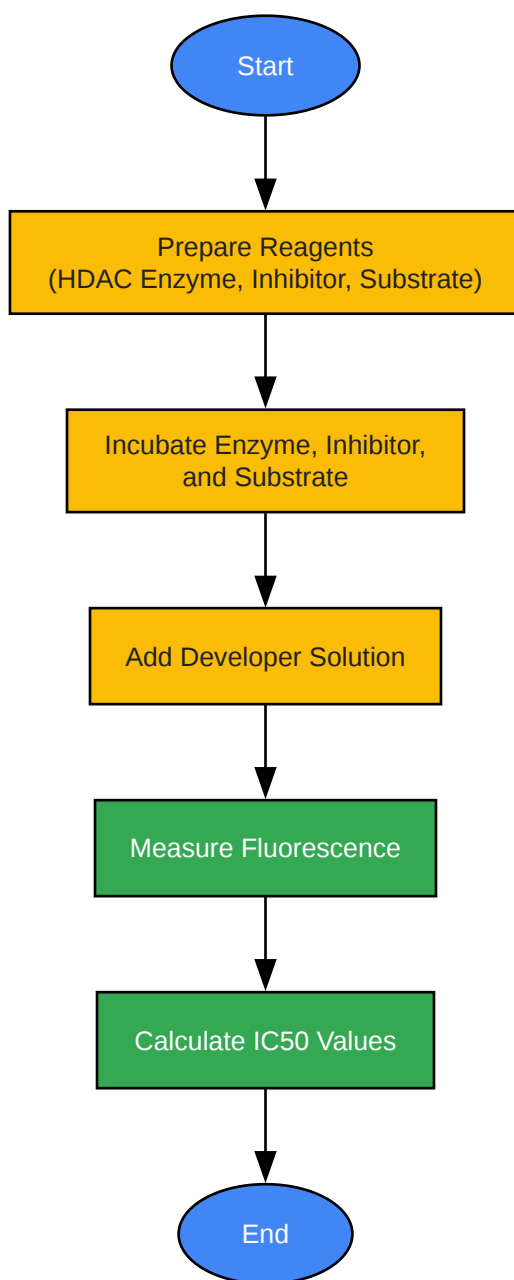 Start
Prepare Reagents
(HDAC Enzyme, Inhibitor, Substrate)
Incubate Enzyme, Inhibitor,
and Substrate
Add Developer Solution
Measure Fluorescence
Calculate IC50 Values
End